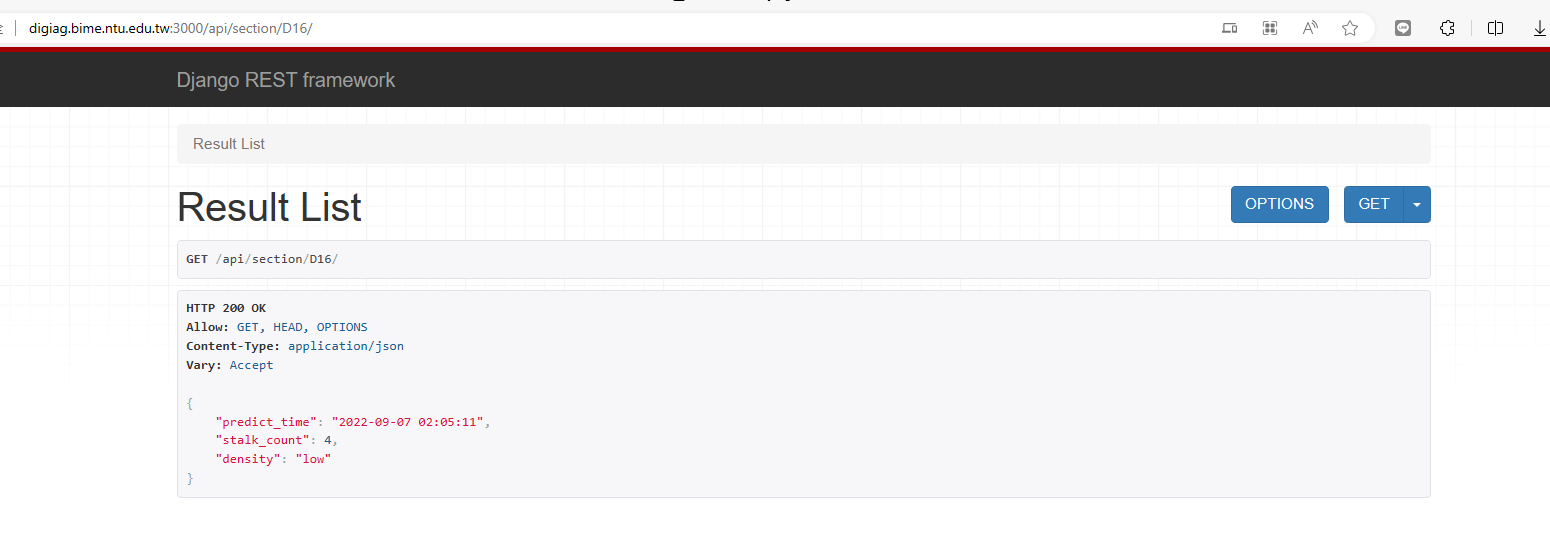 digiag.bime.ntu.edu.tw:3000/api/section/D16/
Django REST framework
Result List
Result List
OPTIONS
GET
GET /api/section/D16/
HTTP 200 OK
Allow: GET, HEAD, OPTIONS
Content-Type: application/json
Vary: Accept
{
    "predict_time": "2022-09-07 02:05:11",
    "stalk_count": 4,
    "density": "low"
}